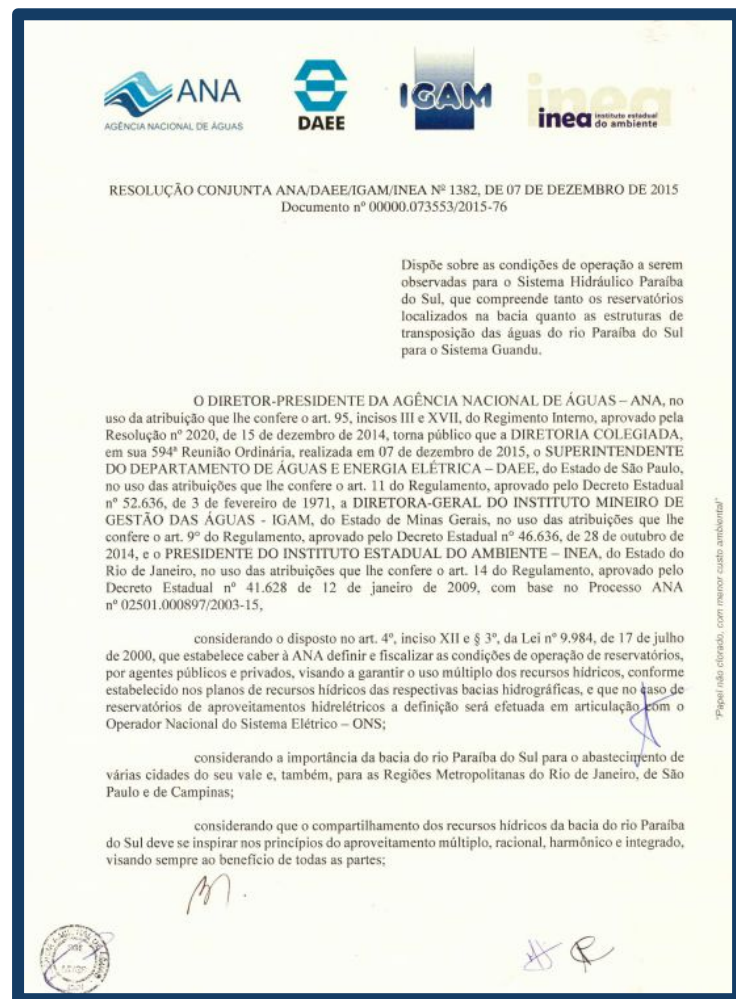 ANA
AGÊNCIA NACIONAL DE ÁGUAS
DAEE
IGAM
inea instituto estadual do ambiente
RESOLUÇÃO CONJUNTA ANA/DAEE/IGAM/INEA Nº 1382, DE 07 DE DEZEMBRO DE 2015
Documento nº 00000.073553/2015-76
Dispõe sobre as condições de operação a serem
observadas para o Sistema Hidráulico Paraíba
do Sul, que compreende tanto os reservatórios
localizados na bacia quanto as estruturas de
transposição das águas do rio Paraíba do Sul
para o Sistema Guandu.
O DIRETOR-PRESIDENTE DA AGÊNCIA NACIONAL DE ÁGUAS – ANA, no
uso da atribuição que lhe confere o art. 95, incisos III e XVII, do Regimento Interno, aprovado pela
Resolução nº 2020, de 15 de dezembro de 2014, torna público que a DIRETORIA COLEGIADA,
em sua 594ª Reunião Ordinária, realizada em 07 de dezembro de 2015, o SUPERINTENDENTE
DO DEPARTAMENTO DE ÁGUAS E ENERGIA ELÉTRICA – DAEE, do Estado de São Paulo,
no uso das atribuições que lhe confere o art. 11 do Regulamento, aprovado pelo Decreto Estadual
nº 52.636, de 3 de fevereiro de 1971, a DIRETORA-GERAL DO INSTITUTO MINEIRO DE
GESTÃO DAS ÁGUAS - IGAM, do Estado de Minas Gerais, no uso das atribuições que lhe
confere o art. 9º do Regulamento, aprovado pelo Decreto Estadual nº 46.636, de 28 de outubro de
2014, e o PRESIDENTE DO INSTITUTO ESTADUAL DO AMBIENTE – INEA, do Estado do
Rio de Janeiro, no uso das atribuições que lhe confere o art. 14 do Regulamento, aprovado pelo
Decreto Estadual nº 41.628 de 12 de janeiro de 2009, com base no Processo ANA
nº 02501.000897/2003-15,
considerando o disposto no art. 4º, inciso XII e § 3º, da Lei nº 9.984, de 17 de julho
de 2000, que estabelece caber à ANA definir e fiscalizar as condições de operação de reservatórios,
por agentes públicos e privados, visando a garantir o uso múltiplo dos recursos hídricos, conforme
estabelecido nos planos de recursos hídricos das respectivas bacias hidrográficas, e que no caso de
reservatórios de aproveitamentos hidrelétricos a definição será efetuada em articulação com o
Operador Nacional do Sistema Elétrico – ONS;
considerando a importância da bacia do rio Paraíba do Sul para o abastecimento de
várias cidades do seu vale e, também, para as Regiões Metropolitanas do Rio de Janeiro, de São
Paulo e de Campinas;
considerando que o compartilhamento dos recursos hídricos da bacia do rio Paraíba
do Sul deve se inspirar nos princípios do aproveitamento múltiplo, racional, harmônico e integrado,
visando sempre ao benefício de todas as partes;
"Papel não clorado, com menor custo ambiental"